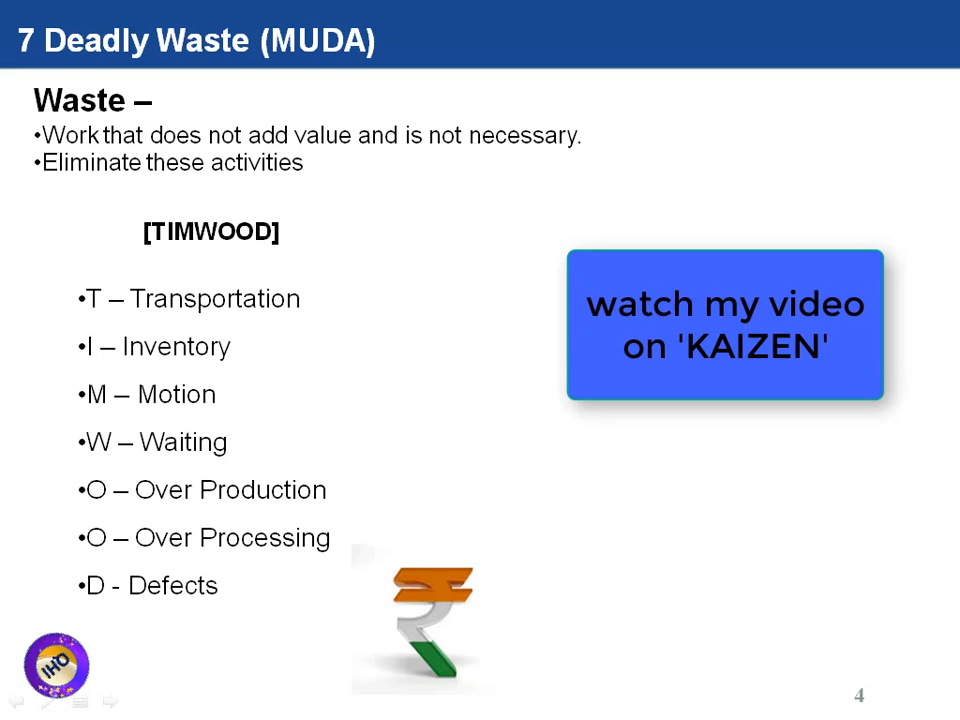 7 Deadly Waste (MUDA)
Waste –
•Work that does not add value and is not necessary.
•Eliminate these activities
[TIMWOOD]
•T – Transportation
•I – Inventory
•M – Motion
•W – Waiting
•O – Over Production
•O – Over Processing
•D - Defects
watch my video
on 'KAIZEN'
OHI
4